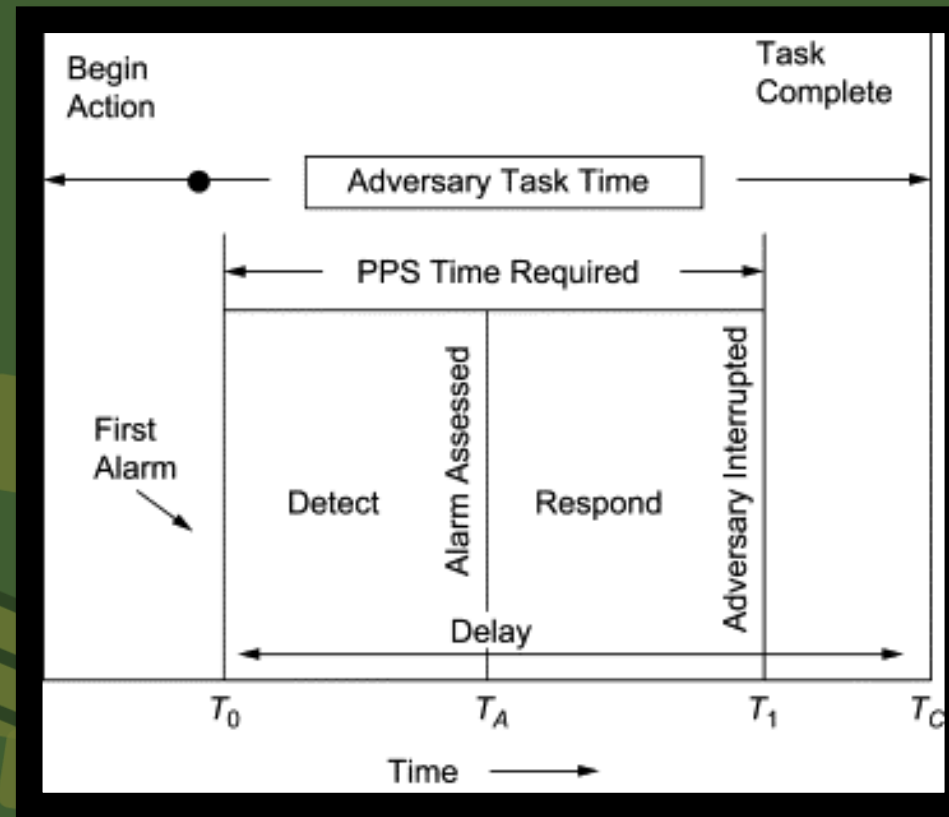 Begin
Action
Task
Complete
Adversary Task Time
PPS Time Required
First
Alarm
Detect
Alarm Assessed
Respond
Adversary Interrupted
Delay
T0
TA
T1
TC
Time